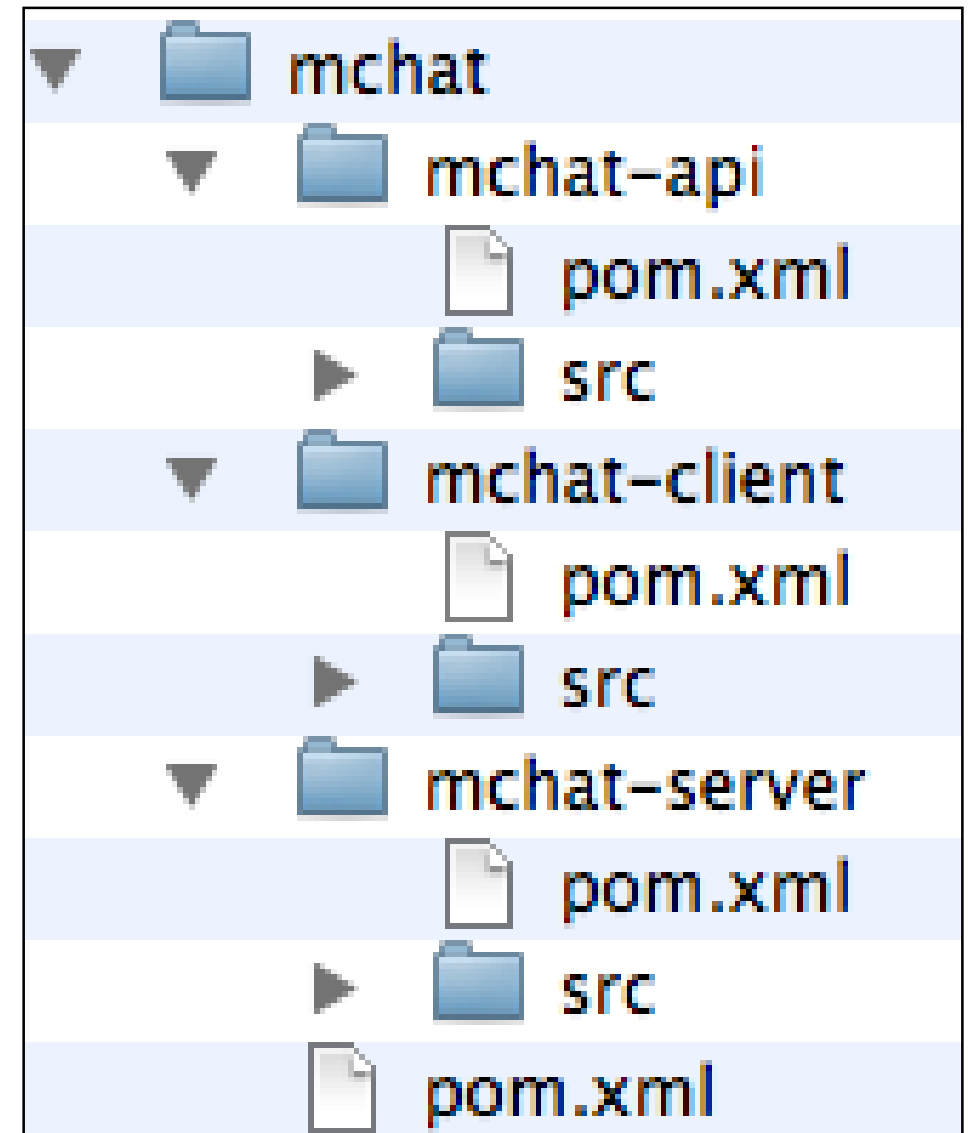 mchat
mchat-api
pom.xml
src
mchat-client
pom.xml
src
mchat-server
pom.xml
src
pom.xml